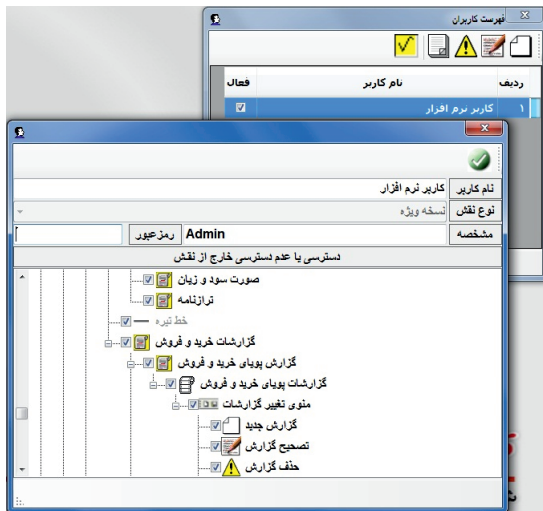 فهرست کاربران
ردیف نام کاربر فعال
۱ کاربر نرم افزار
نام کاربر کاربر نرم افزار
نوع نقش نسخه ویژه
مشخصه Admin رمز عبور
دسترسی یا عدم دسترسی خارج از نقش
صورت سود و زیان
ترازنامه
خط تیره
گزارشات خرید و فروش
گزارش پویای خرید و فروش
گزارشات پویای خرید و فروش
منوی تغییر گزارشات
گزارش جدید
تصحیح گزارش
حذف گزارش